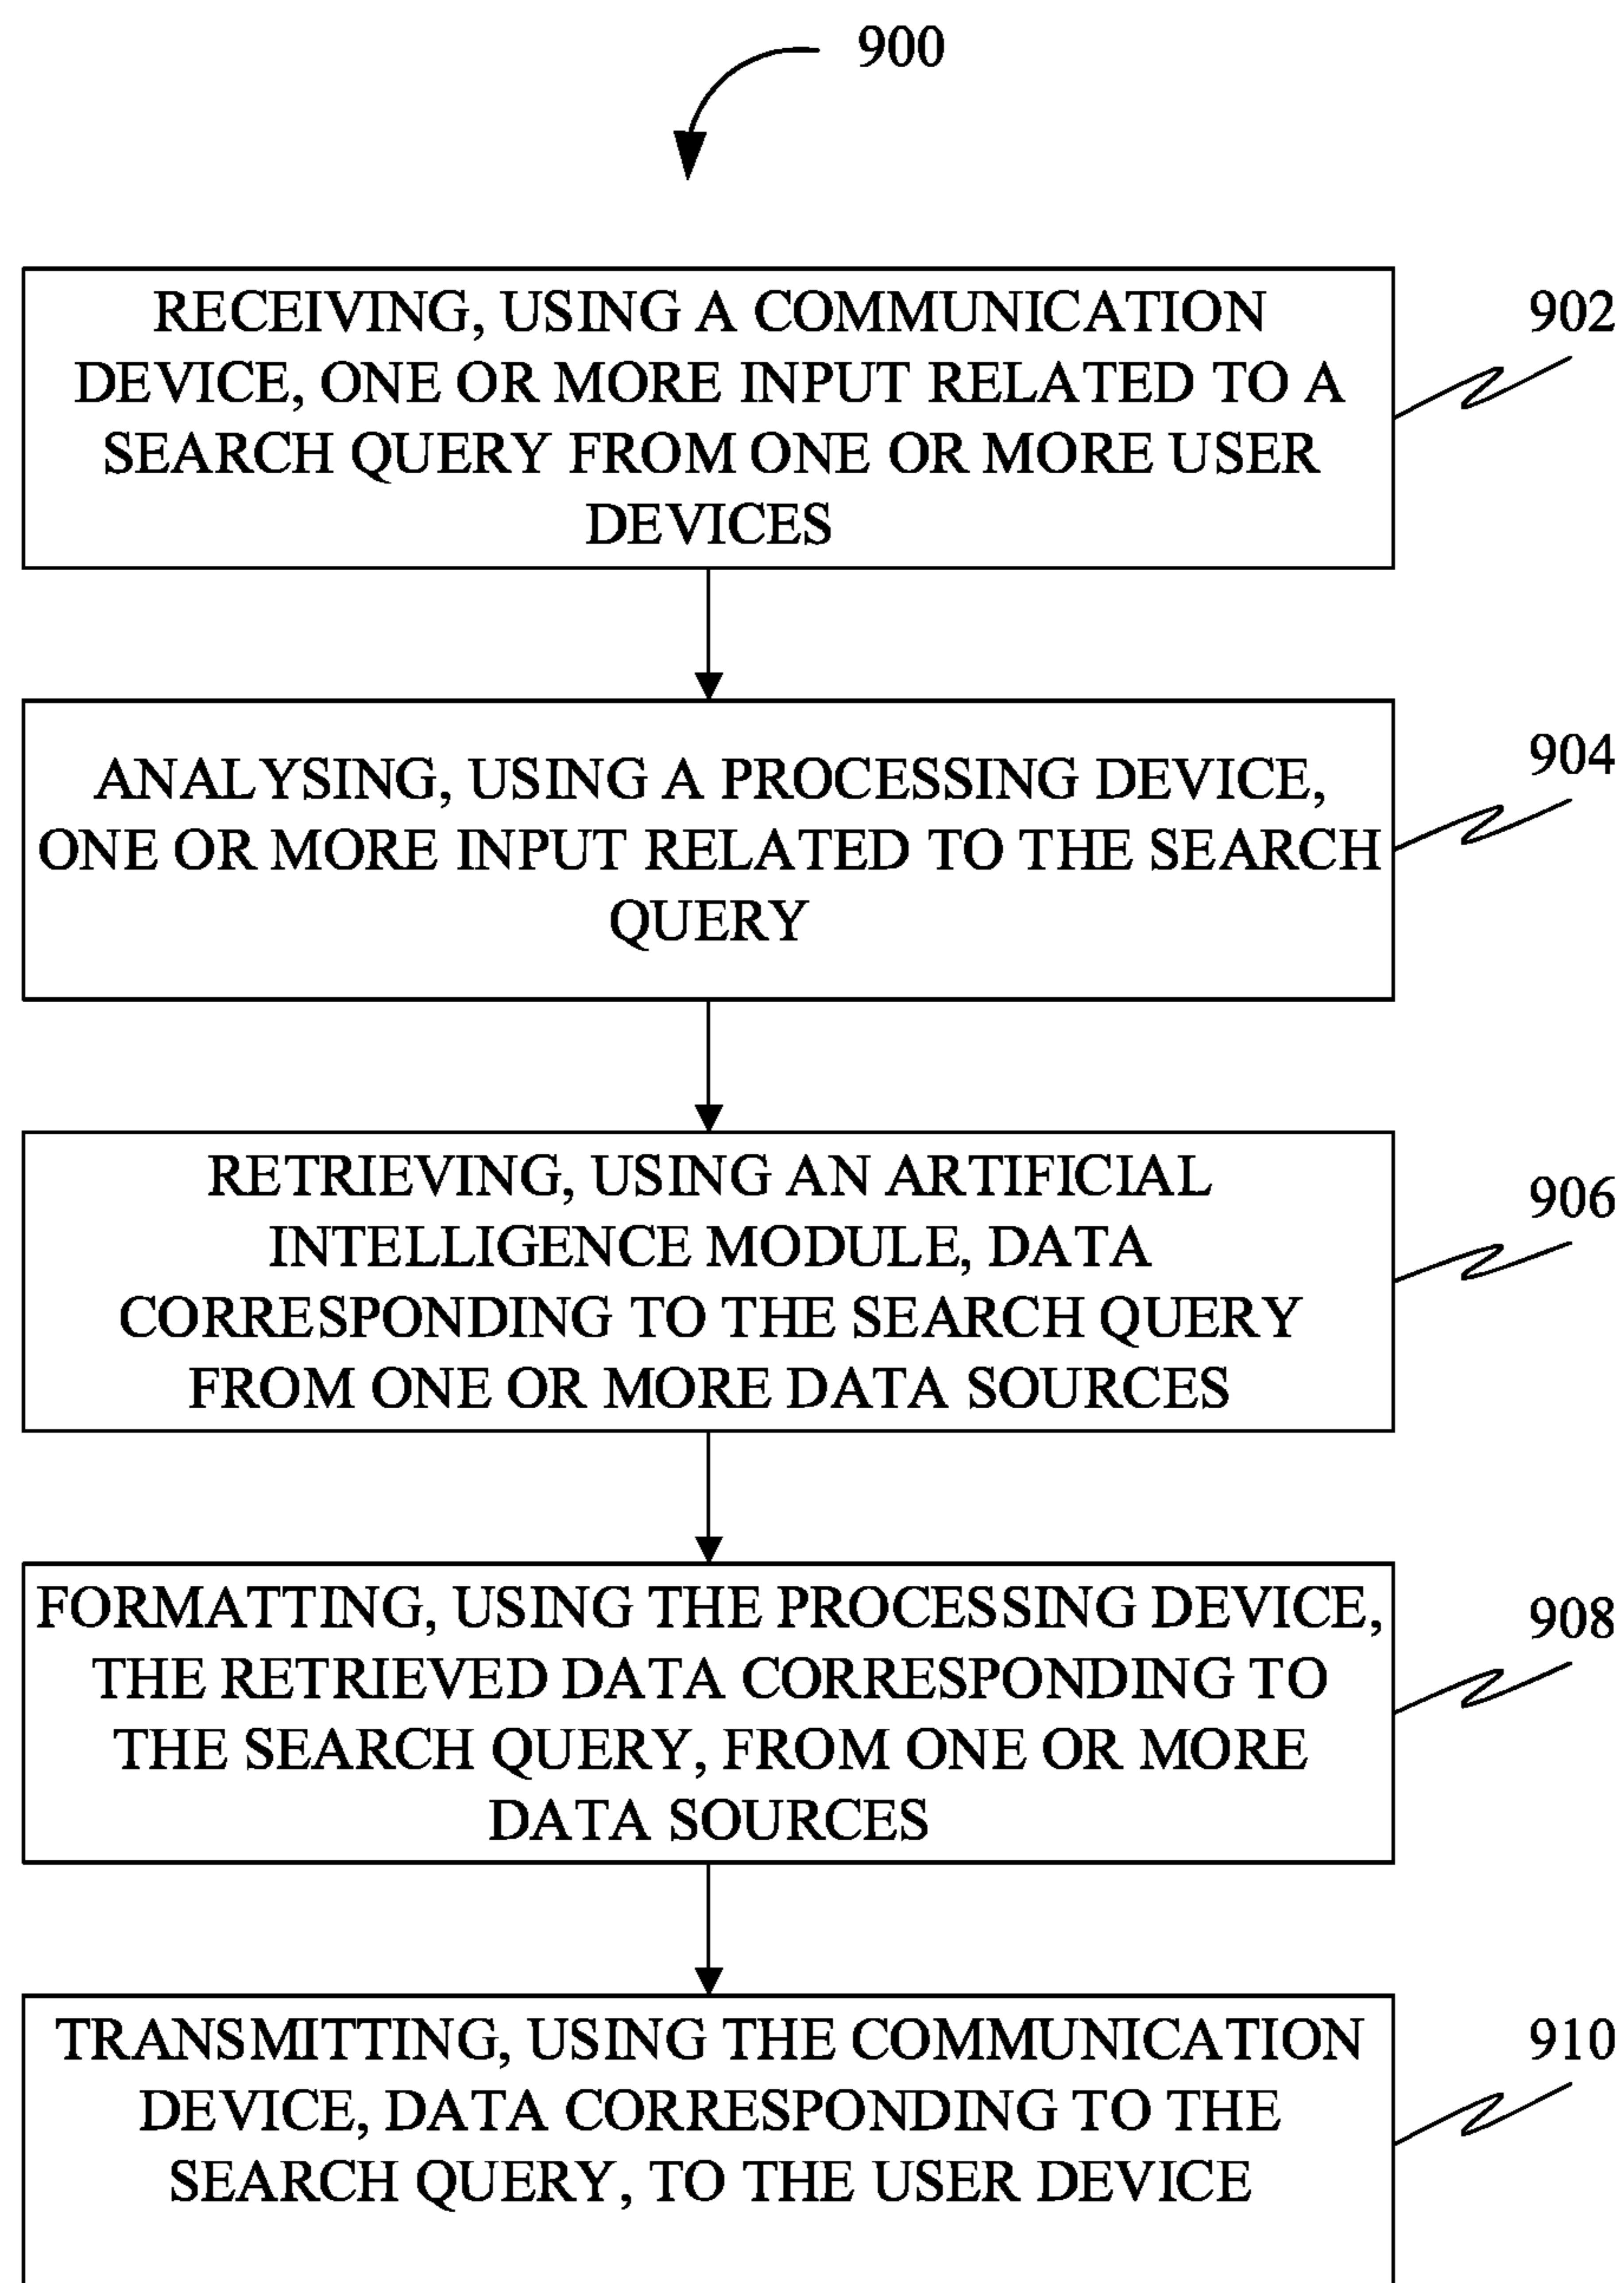 900
RECEIVING, USING A COMMUNICATION
DEVICE, ONE OR MORE INPUT RELATED TO A
SEARCH QUERY FROM ONE OR MORE USER
DEVICES
902
ANALYSING, USING A PROCESSING DEVICE,
ONE OR MORE INPUT RELATED TO THE SEARCH
QUERY
904
RETRIEVING, USING AN ARTIFICIAL
INTELLIGENCE MODULE, DATA
CORRESPONDING TO THE SEARCH QUERY
FROM ONE OR MORE DATA SOURCES
906
FORMATTING, USING THE PROCESSING DEVICE,
THE RETRIEVED DATA CORRESPONDING TO
THE SEARCH QUERY, FROM ONE OR MORE
DATA SOURCES
908
TRANSMITTING, USING THE COMMUNICATION
DEVICE, DATA CORRESPONDING TO THE
SEARCH QUERY, TO THE USER DEVICE
910